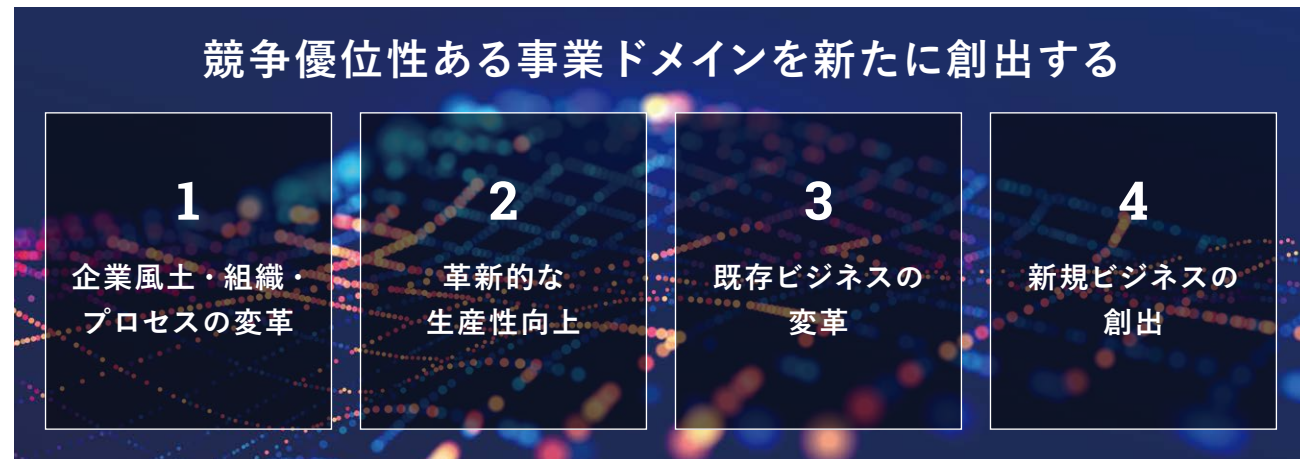 競争優位性ある事業ドメインを新たに創出する
1
企業風土・組織・
プロセスの変革
2
革新的な
生産性向上
3
既存ビジネスの
変革
4
新規ビジネスの
創出